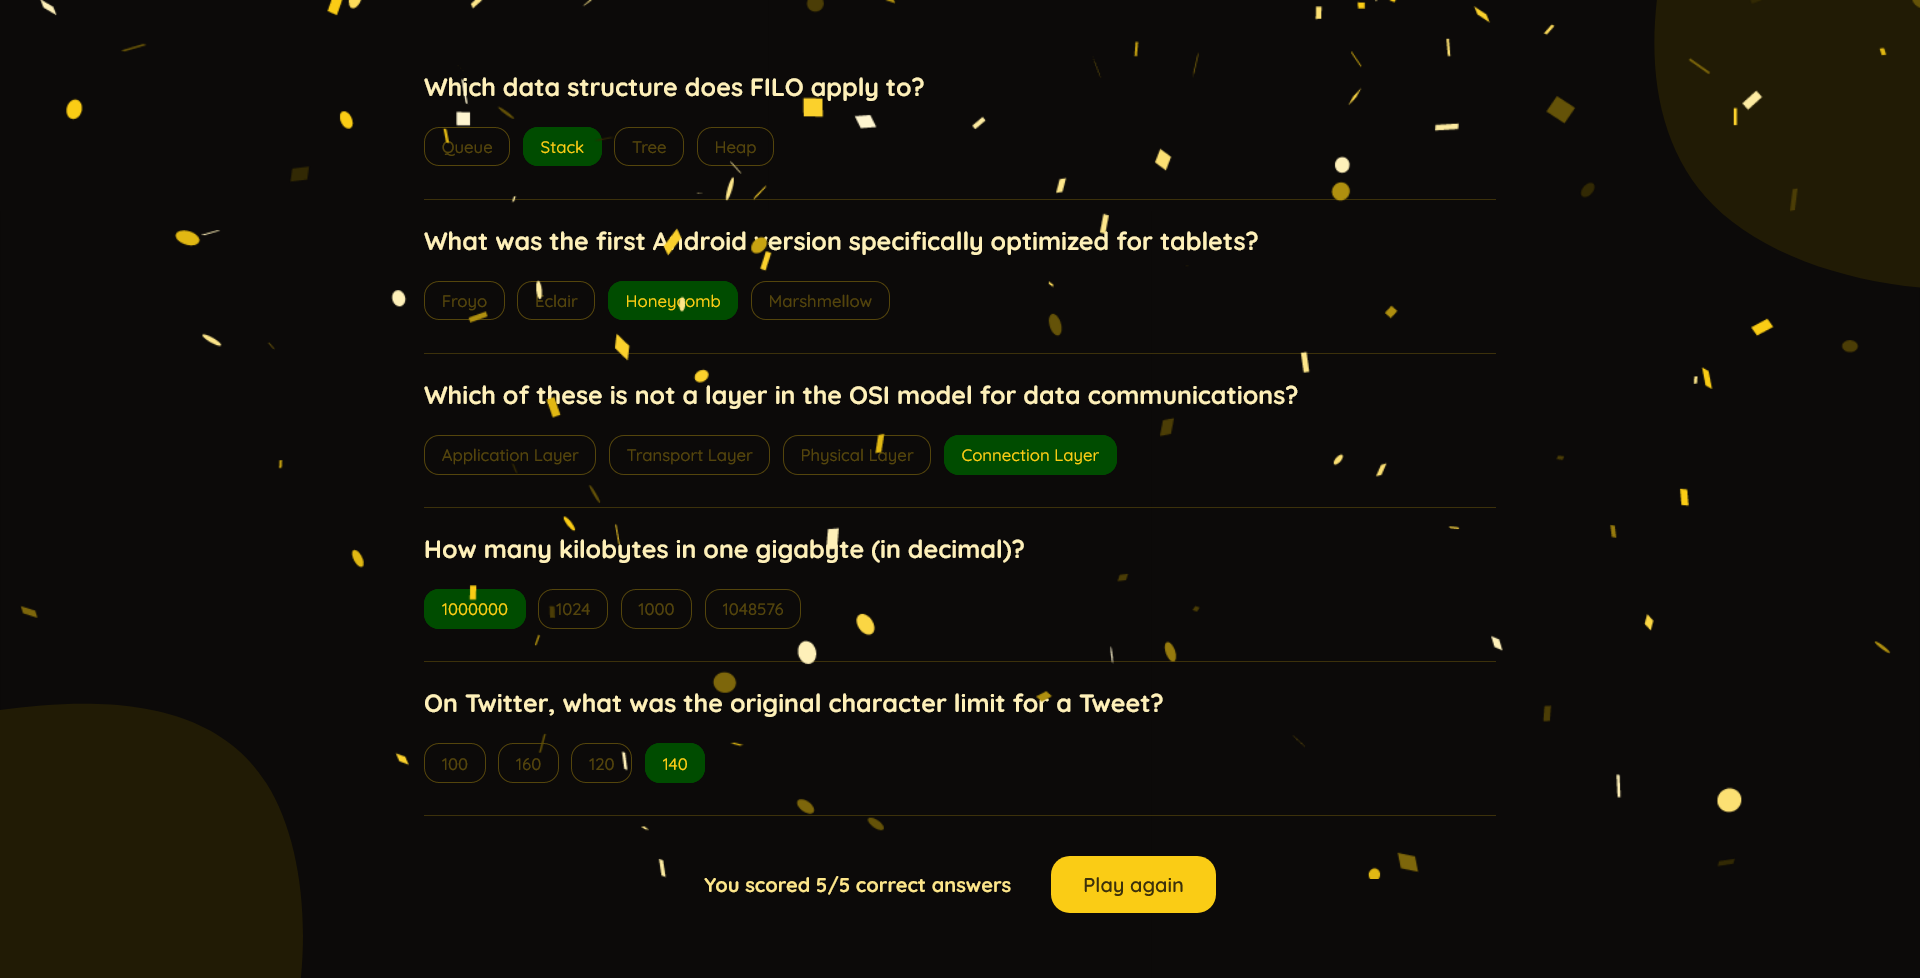 Which data structure does FILO apply to?
Queue Stack Tree Heap
What was the first Android version specifically optimized for tablets?
Froyo Eclair Honeycomb Marshmellow
Which of these is not a layer in the OSI model for data communications?
Application Layer Transport Layer Physical Layer Connection Layer
How many kilobytes in one gigabyte (in decimal)?
1000000 1024 1000 1048576
On Twitter, what was the original character limit for a Tweet?
100 160 120 140
You scored 5/5 correct answers Play again